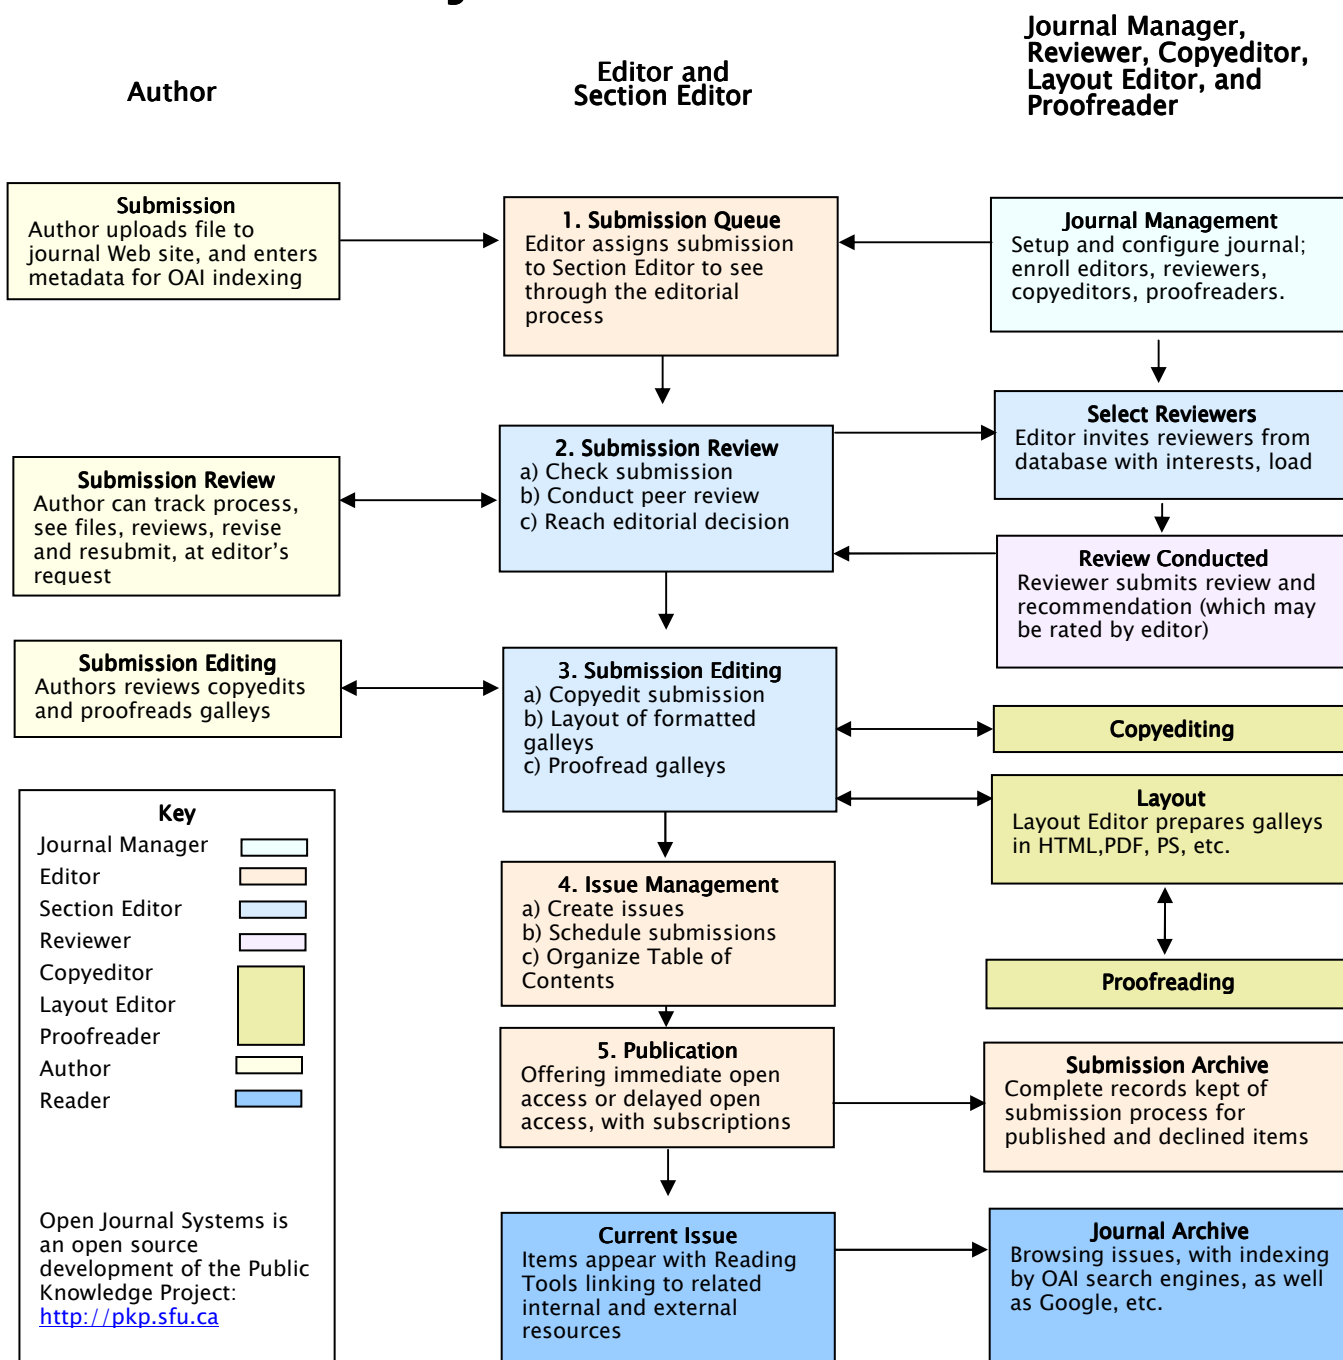 Author
Editor and
Section Editor
Journal Manager,
Reviewer, Copyeditor,
Layout Editor, and
Proofreader
Submission
Author uploads file to
journal Web site, and enters
metadata for OAI indexing
1. Submission Queue
Editor assigns submission
to Section Editor to see
through the editorial
process
Journal Management
Setup and configure journal;
enroll editors, reviewers,
copyeditors, proofreaders.
Submission Review
Author can track process,
see files, reviews, revise
and resubmit, at editor's
request
2. Submission Review
a) Check submission
b) Conduct peer review
c) Reach editorial decision
Select Reviewers
Editor invites reviewers from
database with interests, load
Review Conducted
Reviewer submits review and
recommendation (which may
be rated by editor)
Submission Editing
Authors reviews copyedits
and proofreads galleys
3. Submission Editing
a) Copyedit submission
b) Layout of formatted
galleys
c) Proofread galleys
Copyediting
Layout
Layout Editor prepares galleys
in HTML,PDF, PS, etc.
Proofreading
Key
Journal Manager
Editor
Section Editor
Reviewer
Copyeditor
Layout Editor
Proofreader
Author
Reader
Open Journal Systems is
an open source
development of the Public
Knowledge Project:
http://pkp.sfu.ca
4. Issue Management
a) Create issues
b) Schedule submissions
c) Organize Table of
Contents
5. Publication
Offering immediate open
access or delayed open
access, with subscriptions
Submission Archive
Complete records kept of
submission process for
published and declined items
Current Issue
Items appear with Reading
Tools linking to related
internal and external
resources
Journal Archive
Browsing issues, with indexing
by OAI search engines, as well
as Google, etc.